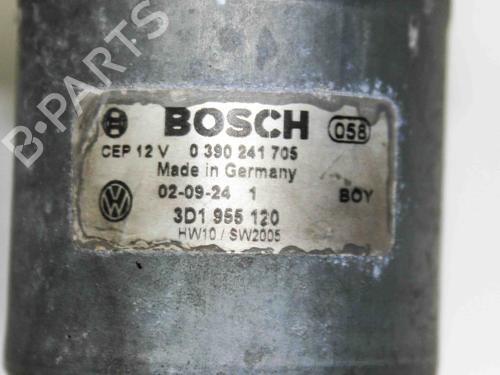 B-PARTS
BOSCH 058
CEP 12 V 0 390 241 705
Made in Germany
02-09-24 1 BOY
3D1 955 120
HW10 / SW2005